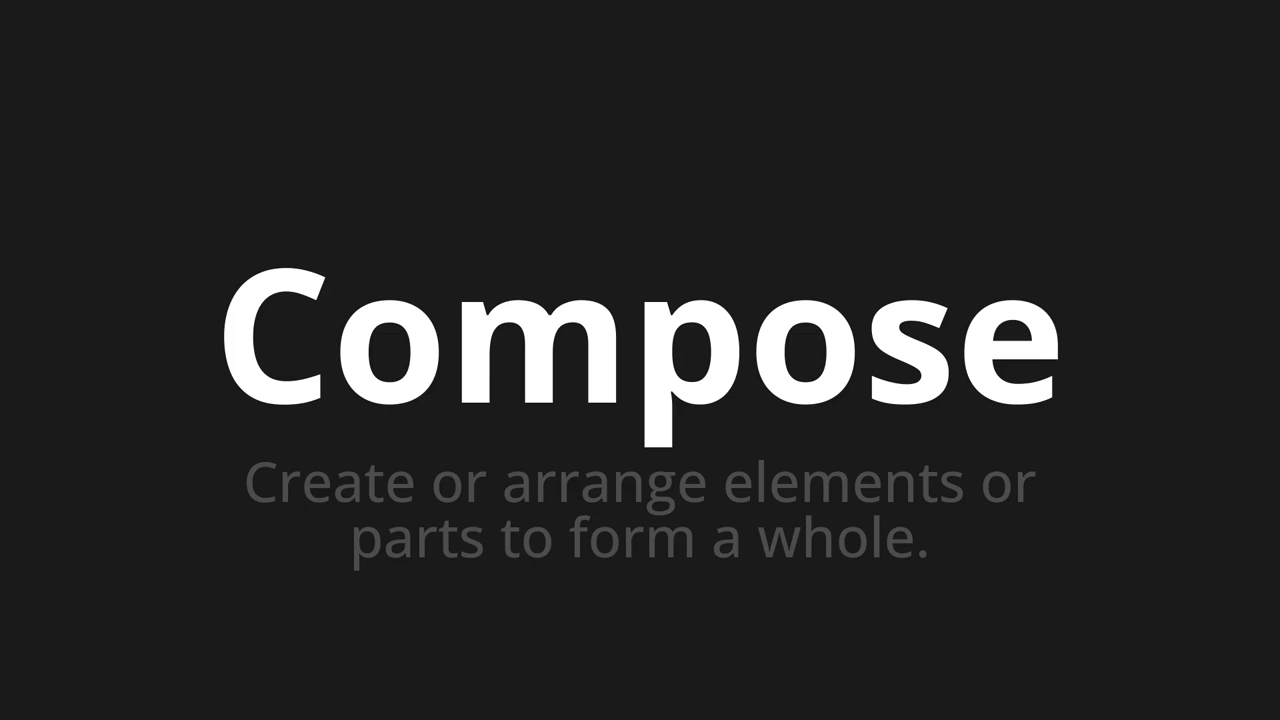 Compose
Create or arrange elements or
parts to form a whole.